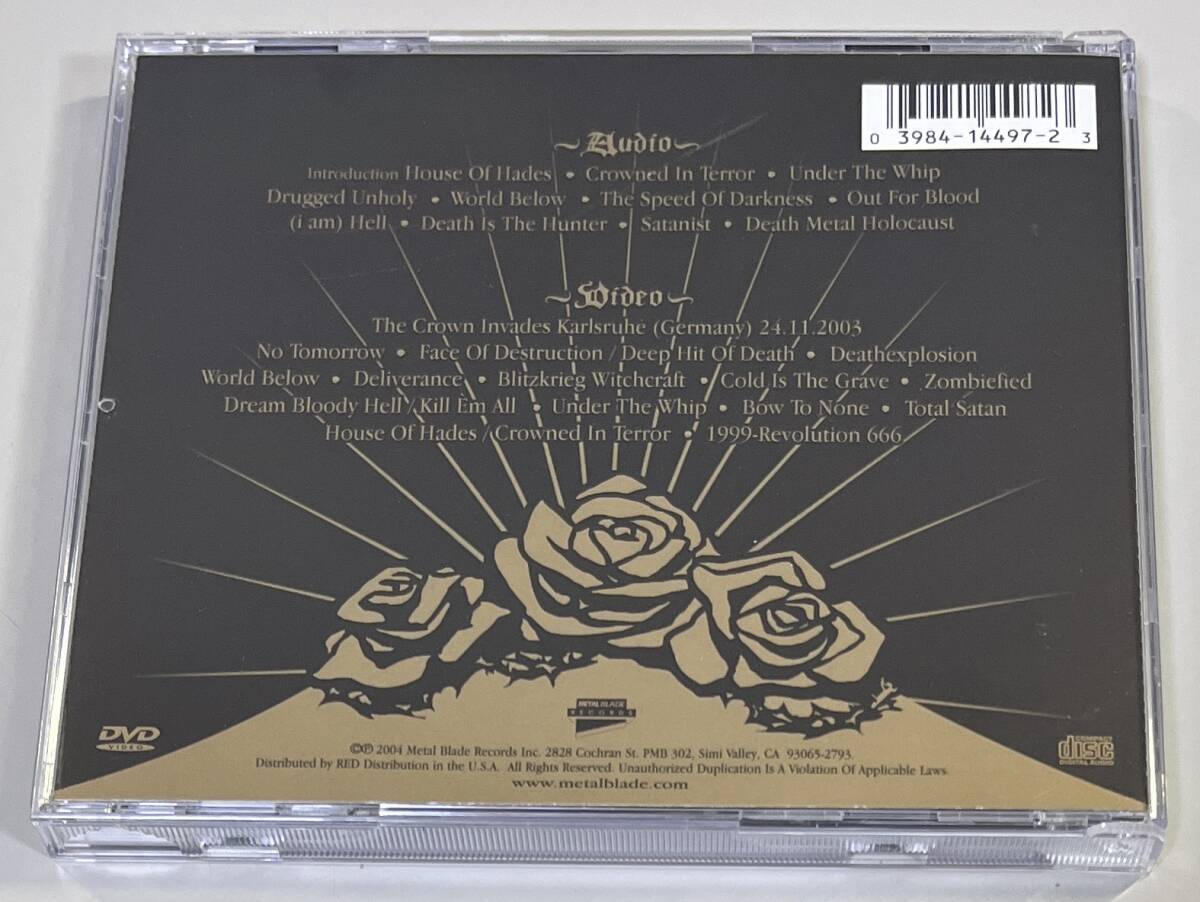 0 3984-14497-2 3
~Audio~
Introduction House Of Hades • Crowned In Terror • Under The Whip
Drugged Unholy • World Below • The Speed Of Darkness • Out For Blood
(i am) Hell • Death Is The Hunter • Satanist • Death Metal Holocaust
~Video~
The Crown Invades Karlsruhe (Germany) 24.11.2003
No Tomorrow • Face Of Destruction / Deep Hit Of Death • Deathexplosion
World Below • Deliverance • Blitzkrieg Witchcraft • Cold Is The Grave • Zombiefied
Dream Bloody Hell / Kill Em All • Under The Whip • Bow To None • Total Satan
House Of Hades / Crowned In Terror • 1999-Revolution 666
METAL BLADE
RECORDS
DVD
VIDEO
COMPACT
disc
DIGITAL AUDIO
©℗ 2004 Metal Blade Records Inc. 2828 Cochran St. PMB 302, Simi Valley, CA 93065-2793.
Distributed by RED Distribution in the U.S.A. All Rights Reserved. Unauthorized Duplication Is A Violation Of Applicable Laws.
www.metalblade.com